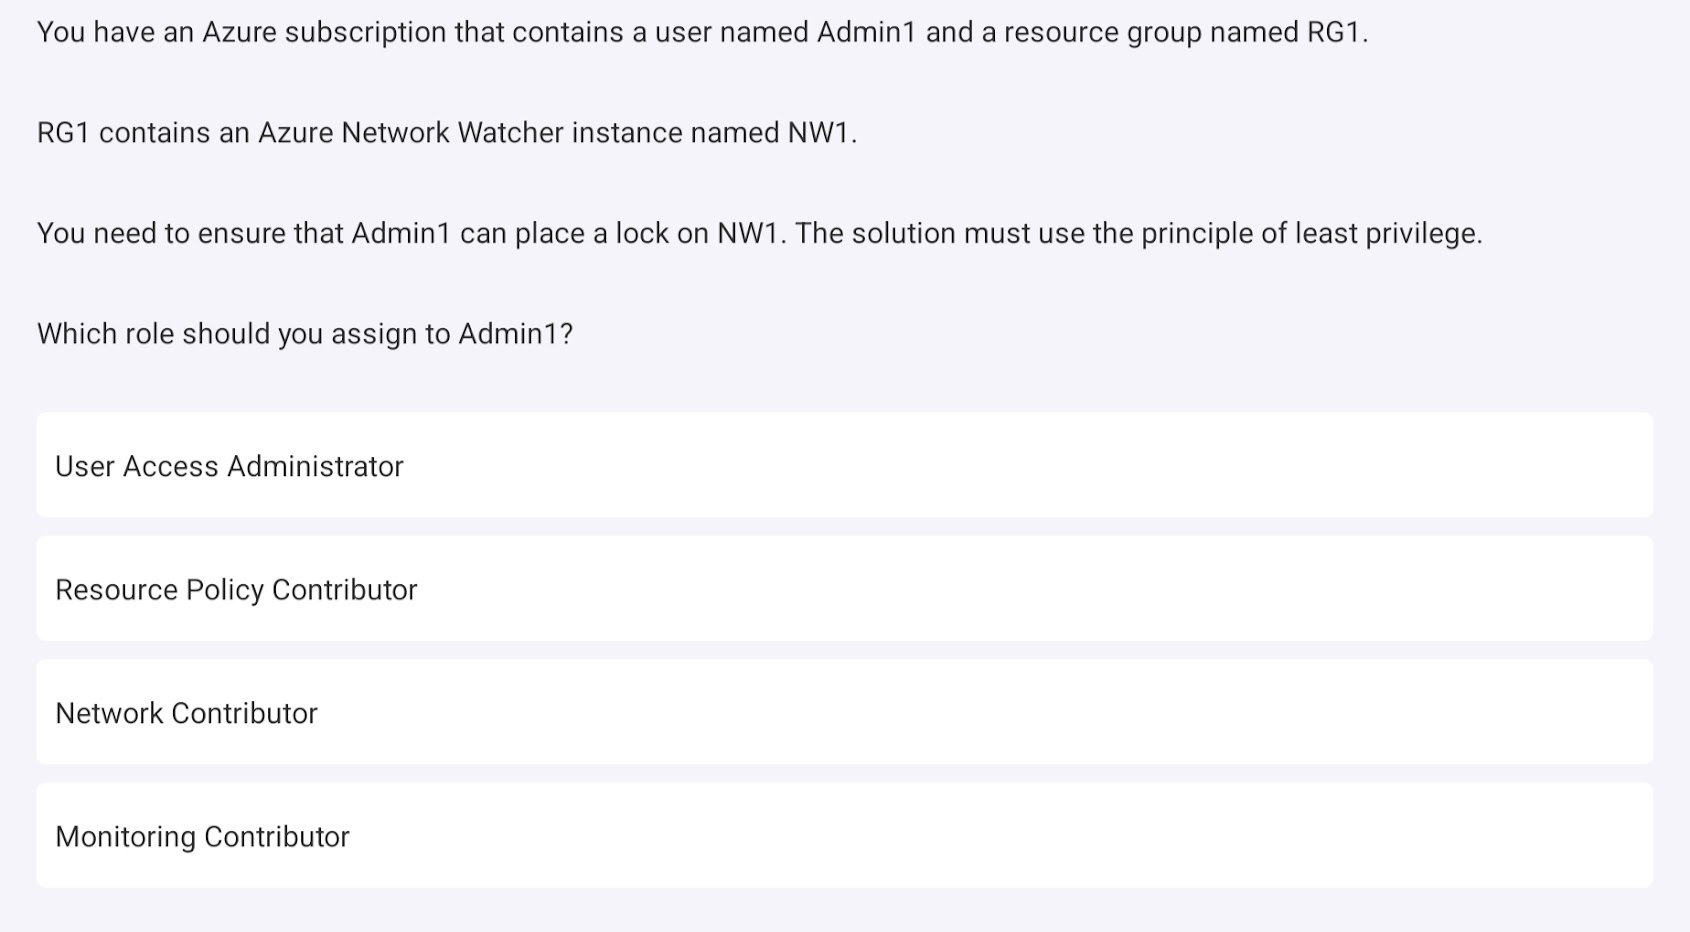 You have an Azure subscription that contains a user named Admin1 and a resource group named RG1.
RG1 contains an Azure Network Watcher instance named NW1.
You need to ensure that Admin1 can place a lock on NW1. The solution must use the principle of least privilege.
Which role should you assign to Admin1?
User Access Administrator
Resource Policy Contributor
Network Contributor
Monitoring Contributor